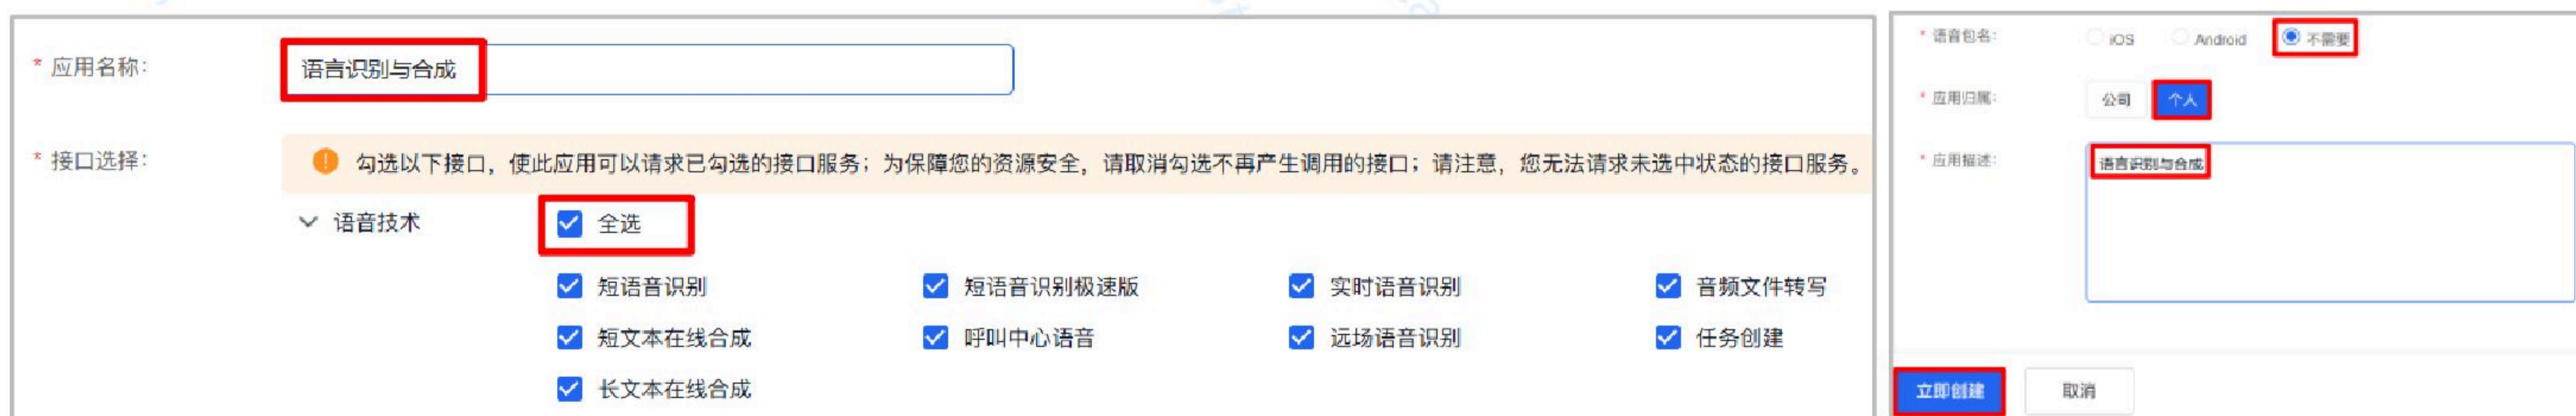 * 应用名称：
语言识别与合成
* 接口选择：
勾选以下接口，使此应用可以请求已勾选的接口服务；为保障您的资源安全，请取消勾选不再产生调用的接口；请注意，您无法请求未选中状态的接口服务。
语音技术 全选
短语音识别 短语音识别极速版 实时语音识别 音频文件转写
短文本在线合成 呼叫中心语音 远场语音识别 任务创建
长文本在线合成
* 语音包名： iOS Android 不需要
* 应用归属： 公司 个人
* 应用描述： 语言识别与合成
立即创建 取消